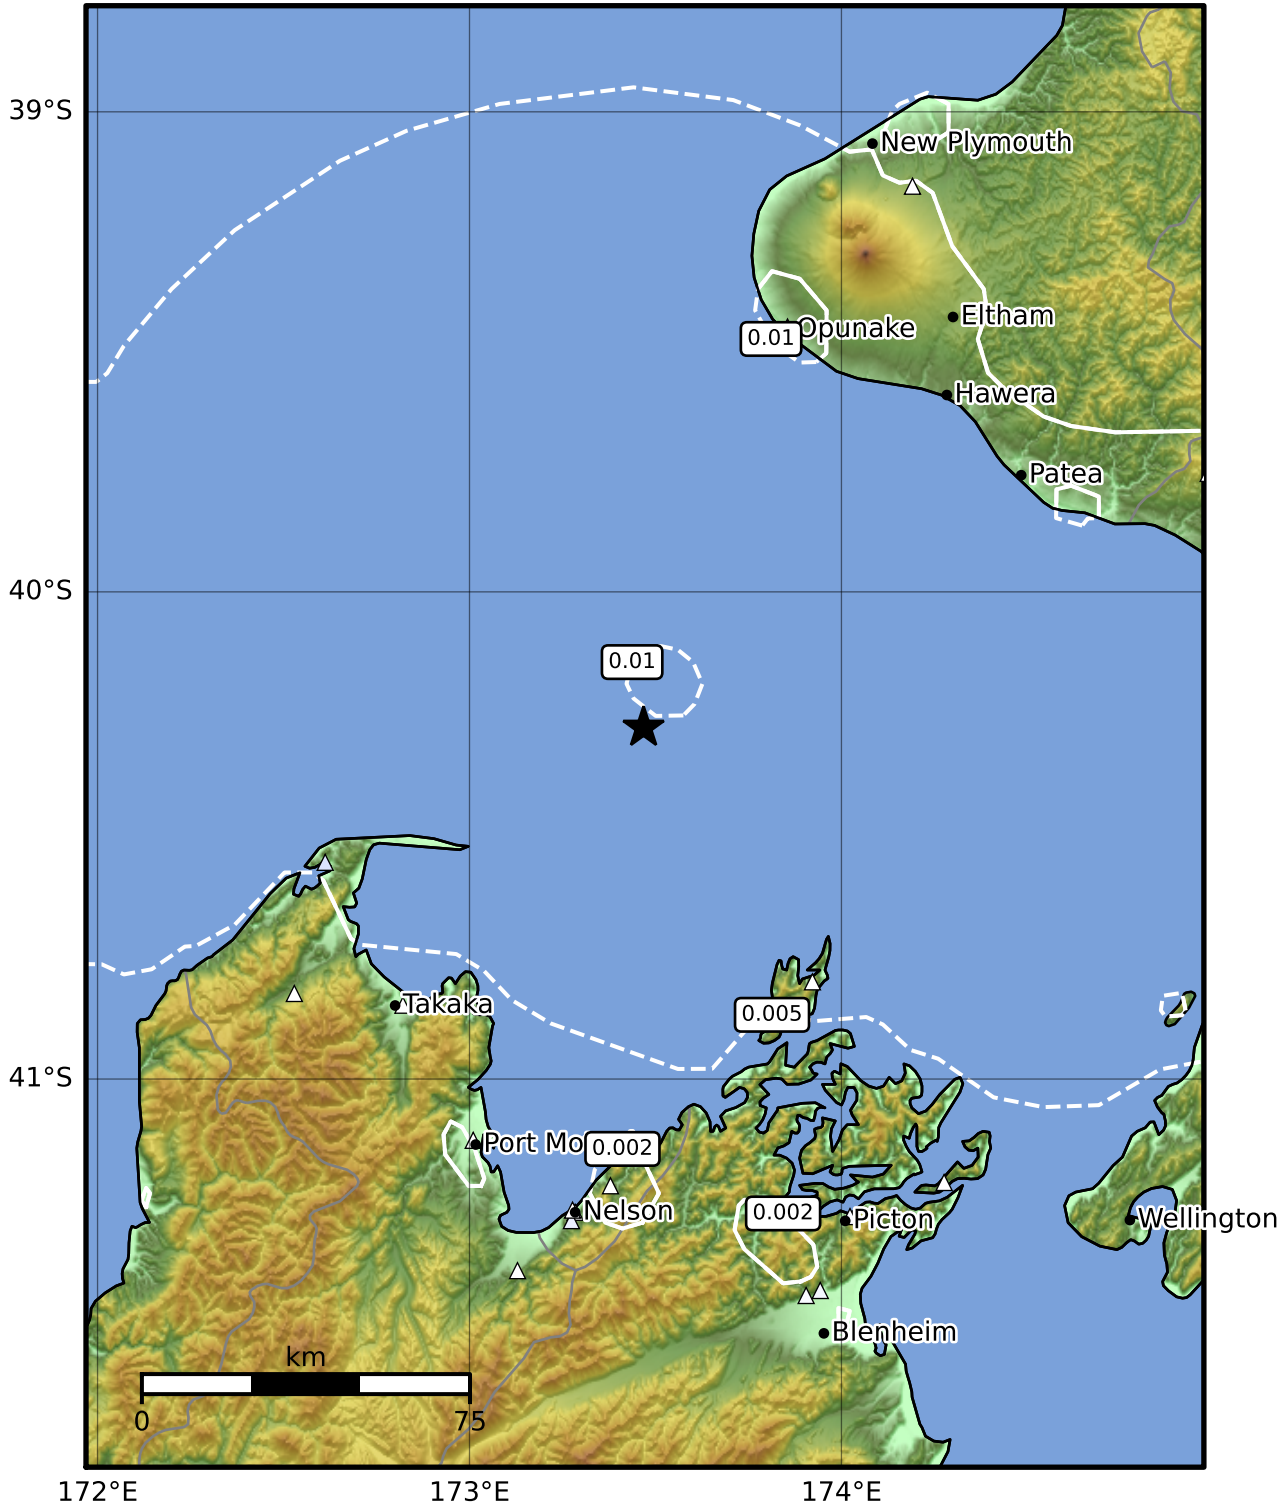 39°S
New Plymouth
Eltham
Opunake
0.01
Hawera
Patea
40°S
0.01
Takaka
0.005
41°S
Port Mo
0.002
Nelson
0.002
Picton
Wellington
Blenheim
km
0 75
172°E 173°E 174°E